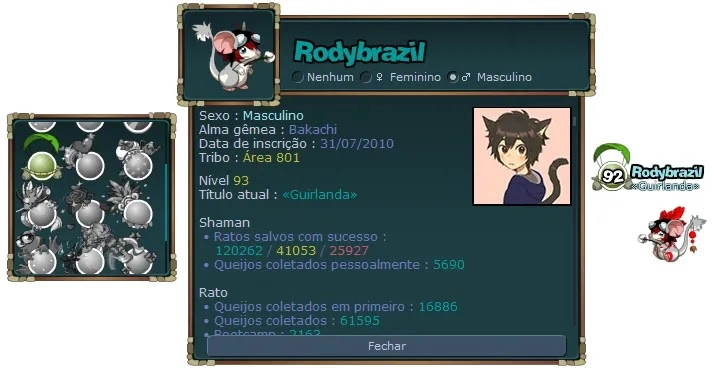 Rodybrazil
Nenhum ♀ Feminino ♂ Masculino
Sexo : Masculino
Alma gêmea : Bakachi
Data de inscrição : 31/07/2010
Tribo : Área 801
Nível 93
Título atual : «Guirlanda»
Shaman
• Ratos salvos com sucesso :
120262 / 41053 / 25927
• Queijos coletados pessoalmente : 5690
Rato
• Queijos coletados em primeiro : 16886
• Queijos coletados : 61595
• Bootcamp : 2163
Fechar
92
Rodybrazil
«Guirlanda»